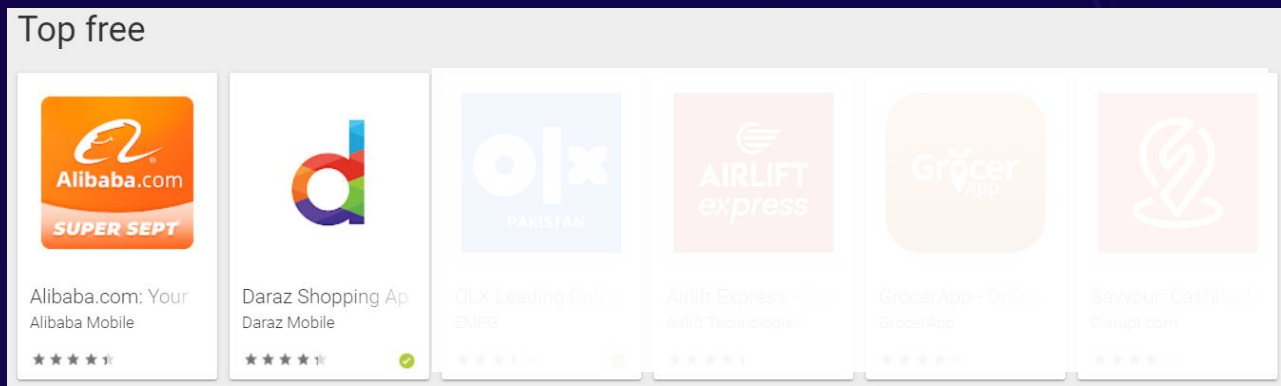 Top free
Alibaba.com
SUPER SEPT
Alibaba.com: Your
Alibaba Mobile
d
Daraz Shopping Ap
Daraz Mobile
olx
PAKISTAN
OLX Leading Onlin
EMPG
AIRLIFT
express
Airlift Express - Gro
Airlift Technologies
Grocer
App
GrocerApp - Onlin
GrocerApp
Savyour: Cashback
Disrupt.com